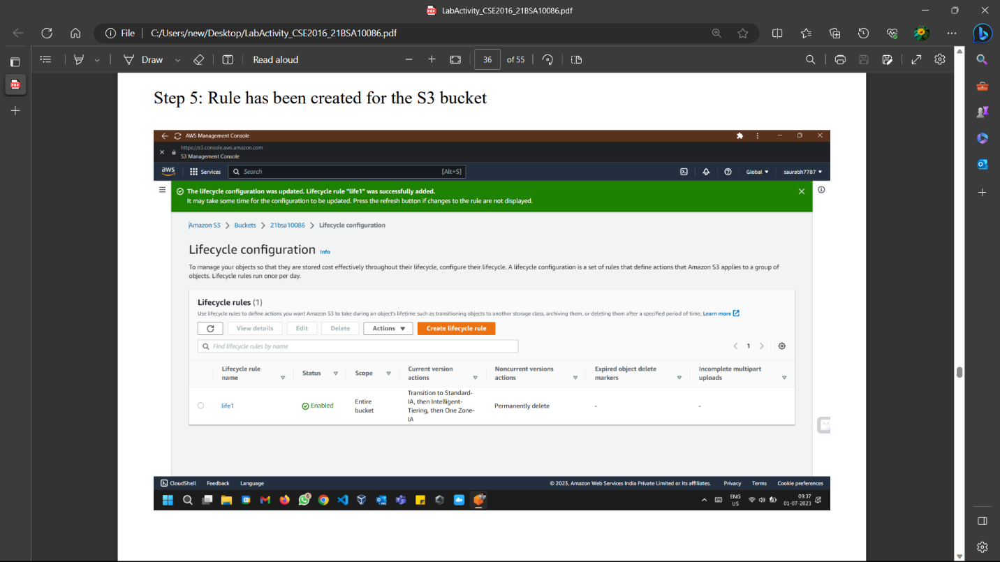 LabActivity_CSE2016_21BSA10086.pdf
File
C:/Users/new/Desktop/LabActivity_CSE2016_21BSA10086.pdf
Draw
Read aloud
36
of 55
Step 5: Rule has been created for the S3 bucket
AWS Management Console
https://s3.console.aws.amazon.com
S3 Management Console
aws
Services
Search
[Alt+S]
Global
saurabh7787
The lifecycle configuration was updated. Lifecycle rule "life1" was successfully added.
It may take some time for the configuration to be updated. Press the refresh button if changes to the rule are not displayed.
Amazon S3 > Buckets > 21bsa10086 > Lifecycle configuration
Lifecycle configuration Info
To manage your objects so that they are stored cost effectively throughout their lifecycle, configure their lifecycle. A lifecycle configuration is a set of rules that define actions that Amazon S3 applies to a group of
objects. Lifecycle rules run once per day.
Lifecycle rules (1)
Use lifecycle rules to define actions you want Amazon S3 to take during an object's lifetime such as transitioning objects to another storage class, archiving them, or deleting them after a specified period of time. Learn more
View details
Edit
Delete
Actions
Create lifecycle rule
Find lifecycle rules by name
1
Lifecycle rule
name
Status
Scope
Current version
actions
Noncurrent versions
actions
Expired object delete
markers
Incomplete multipart
uploads
life1
Enabled
Entire
bucket
Transition to Standard-
IA, then Intelligent-
Tiering, then One Zone-
IA
Permanently delete
-
-
CloudShell
Feedback
Language
© 2023, Amazon Web Services India Private Limited or its affiliates.
Privacy
Terms
Cookie preferences
6
ENG
US
09:37
01-07-2023